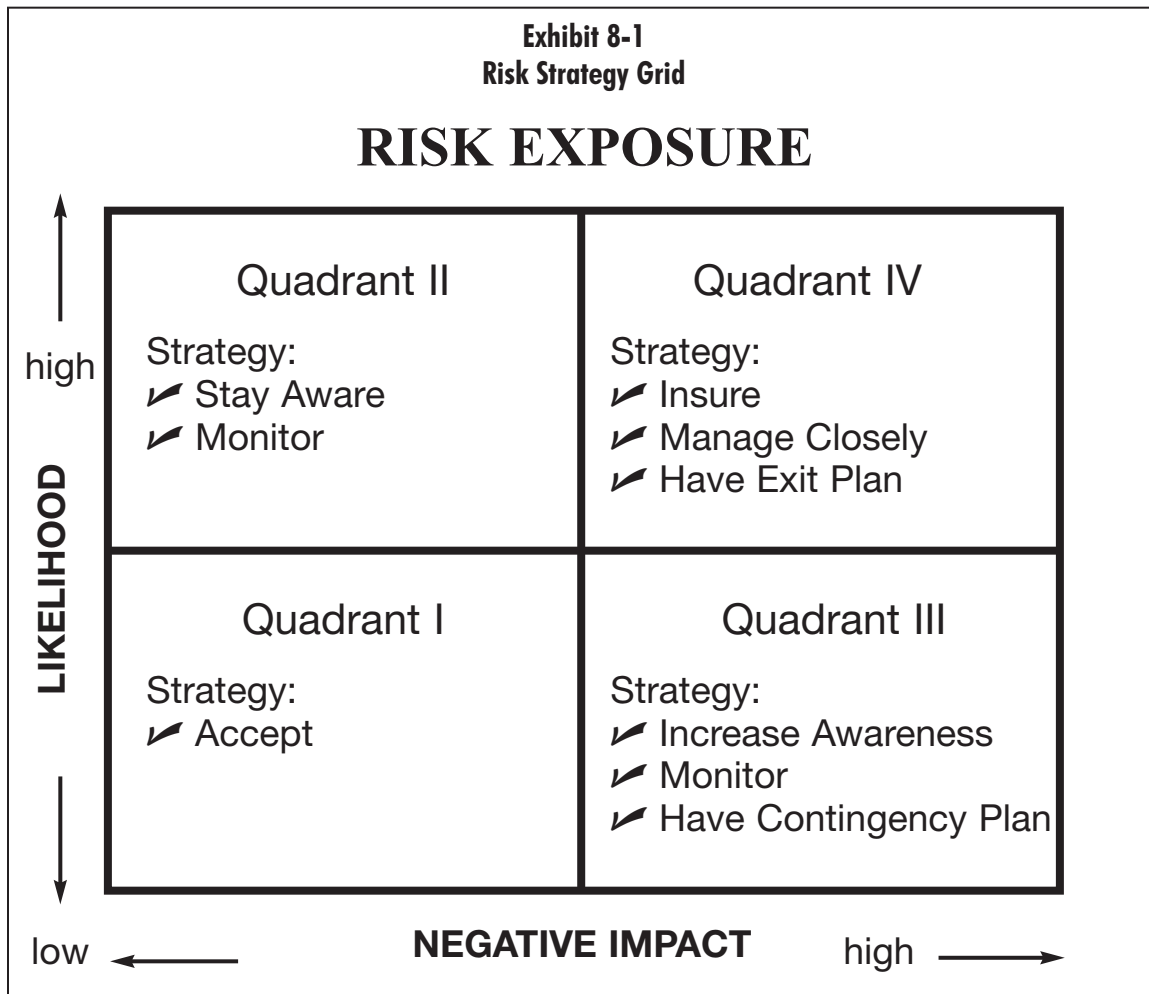 Exhibit 8-1
Risk Strategy Grid
RISK EXPOSURE
high
LIKELIHOOD
low
Quadrant II
Strategy:
✔ Stay Aware
✔ Monitor
Quadrant IV
Strategy:
✔ Insure
✔ Manage Closely
✔ Have Exit Plan
Quadrant I
Strategy:
✔ Accept
Quadrant III
Strategy:
✔ Increase Awareness
✔ Monitor
✔ Have Contingency Plan
NEGATIVE IMPACT
high